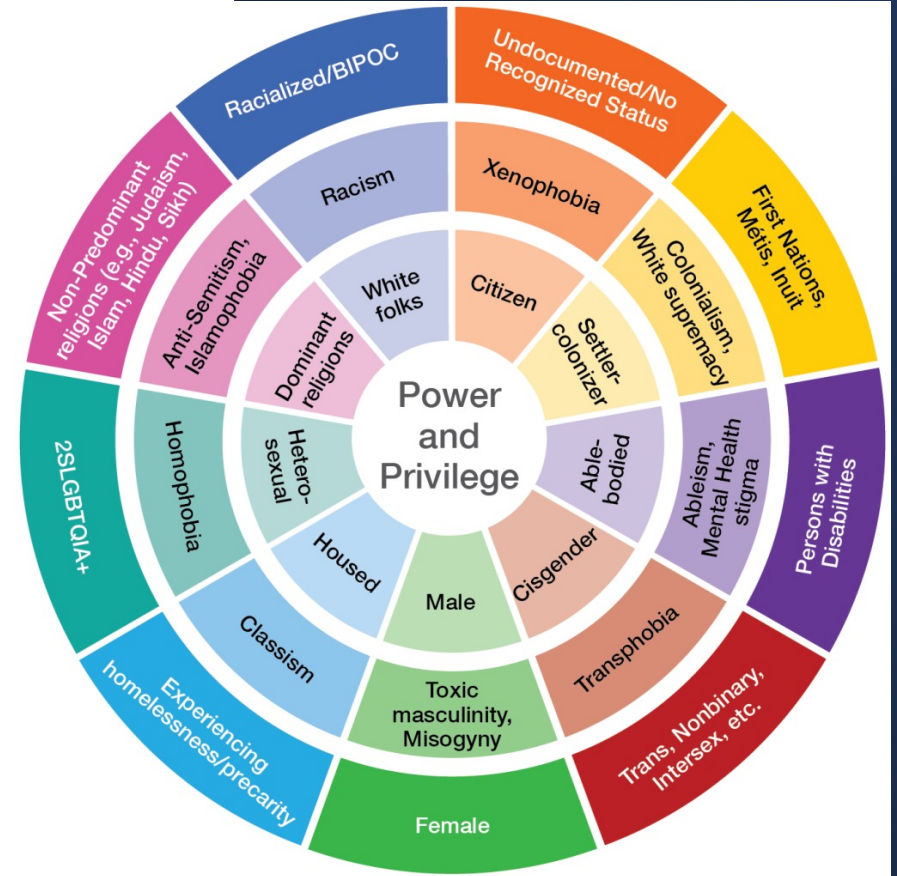 Power
and
Privilege
White
folks
Citizen
Settler-
colonizer
Able-
bodied
Cisgender
Male
Housed
Hetero-
sexual
Dominant
religions
Racism
Xenophobia
Colonialism,
White supremacy
Ableism,
Mental Health
stigma
Transphobia
Toxic
masculinity,
Misogyny
Classism
Homophobia
Anti-Semitism,
Islamophobia
Racialized/BIPOC
Undocumented/No
Recognized Status
First Nations,
Métis, Inuit
Persons with
Disabilities
Trans, Nonbinary,
Intersex, etc.
Female
Experiencing
homelessness/precarity
2SLGBTQIA+
Non-Predominant
religions (e.g., Judaism,
Islam, Hindu, Sikh)